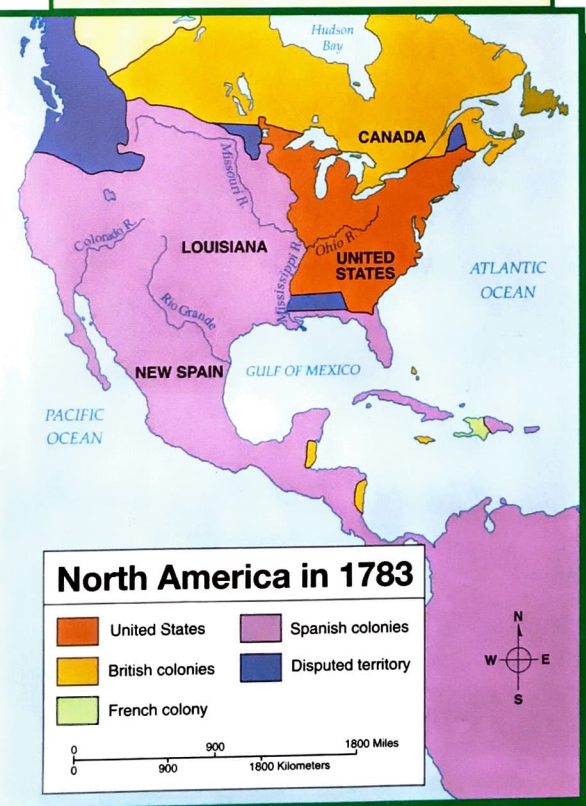 Hudson
Bay
CANADA
Missouri R.
Colorado R.
LOUISIANA
Ohio R.
UNITED
STATES
Mississippi R.
ATLANTIC
OCEAN
Rio Grande
NEW SPAIN
GULF OF MEXICO
PACIFIC
OCEAN
North America in 1783
United States
Spanish colonies
British colonies
Disputed territory
French colony
0 900 1800 Miles
0 900 1800 Kilometers
N
W E
S